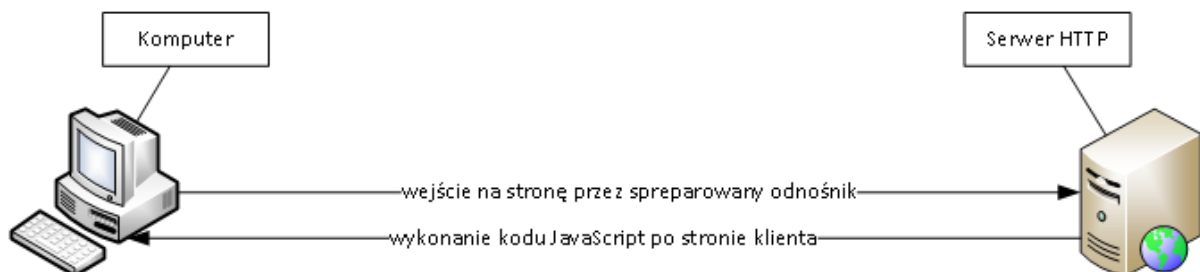 Komputer
Serwer HTTP
wejście na stronę przez spreparowany odnośnik
wykonanie kodu JavaScript po stronie klienta